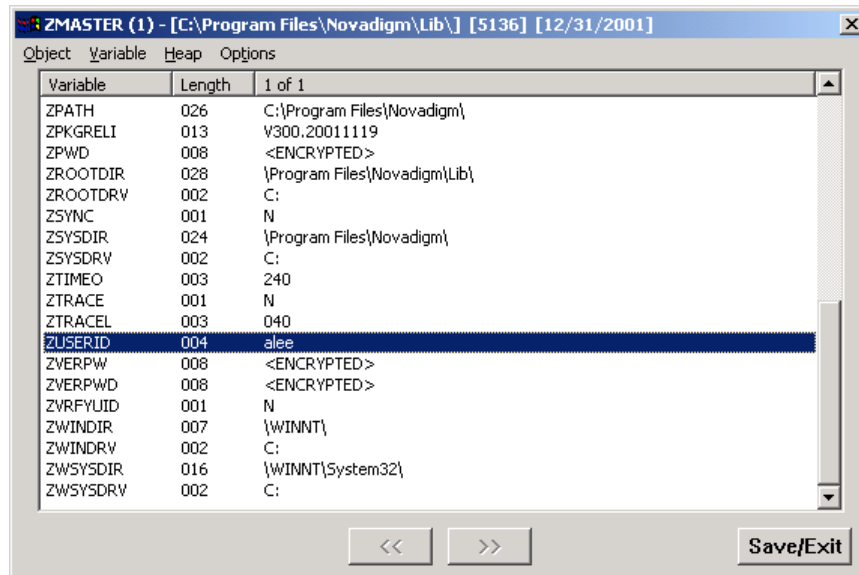 ZMASTER (1) - [C:\Program Files\Novadigm\Lib\] [5136] [12/31/2001]
Object Variable Heap Options
Variable Length 1 of 1
ZPATH 026 C:\Program Files\Novadigm\
ZPKGRELI 013 V300.20011119
ZPWD 008 <ENCRYPTED>
ZROOTDIR 028 \Program Files\Novadigm\Lib\
ZROOTDRV 002 C:
ZSYNC 001 N
ZSYSDIR 024 \Program Files\Novadigm\
ZSYSDRV 002 C:
ZTIMEO 003 240
ZTRACE 001 N
ZTRACEL 003 040
ZUSERID 004 alee
ZVERPW 008 <ENCRYPTED>
ZVERPWD 008 <ENCRYPTED>
ZVRFYUID 001 N
ZWINDIR 007 \WINNT\
ZWINDRV 002 C:
ZWSYSDIR 016 \WINNT\System32\
ZWSYSDRV 002 C:
<< >> Save/Exit